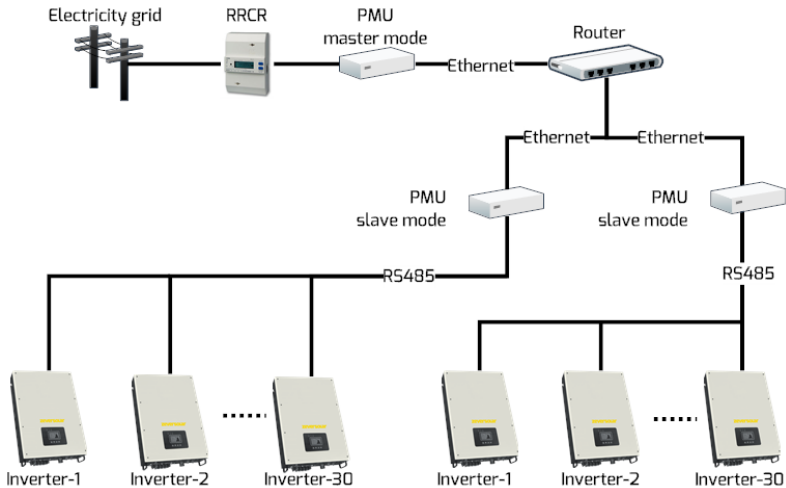 Electricity grid
RRCR
PMU
master mode
Router
Ethernet
Ethernet
Ethernet
PMU
slave mode
PMU
slave mode
RS485
RS485
Inverter-1
Inverter-2
Inverter-30
Inverter-1
Inverter-2
Inverter-30